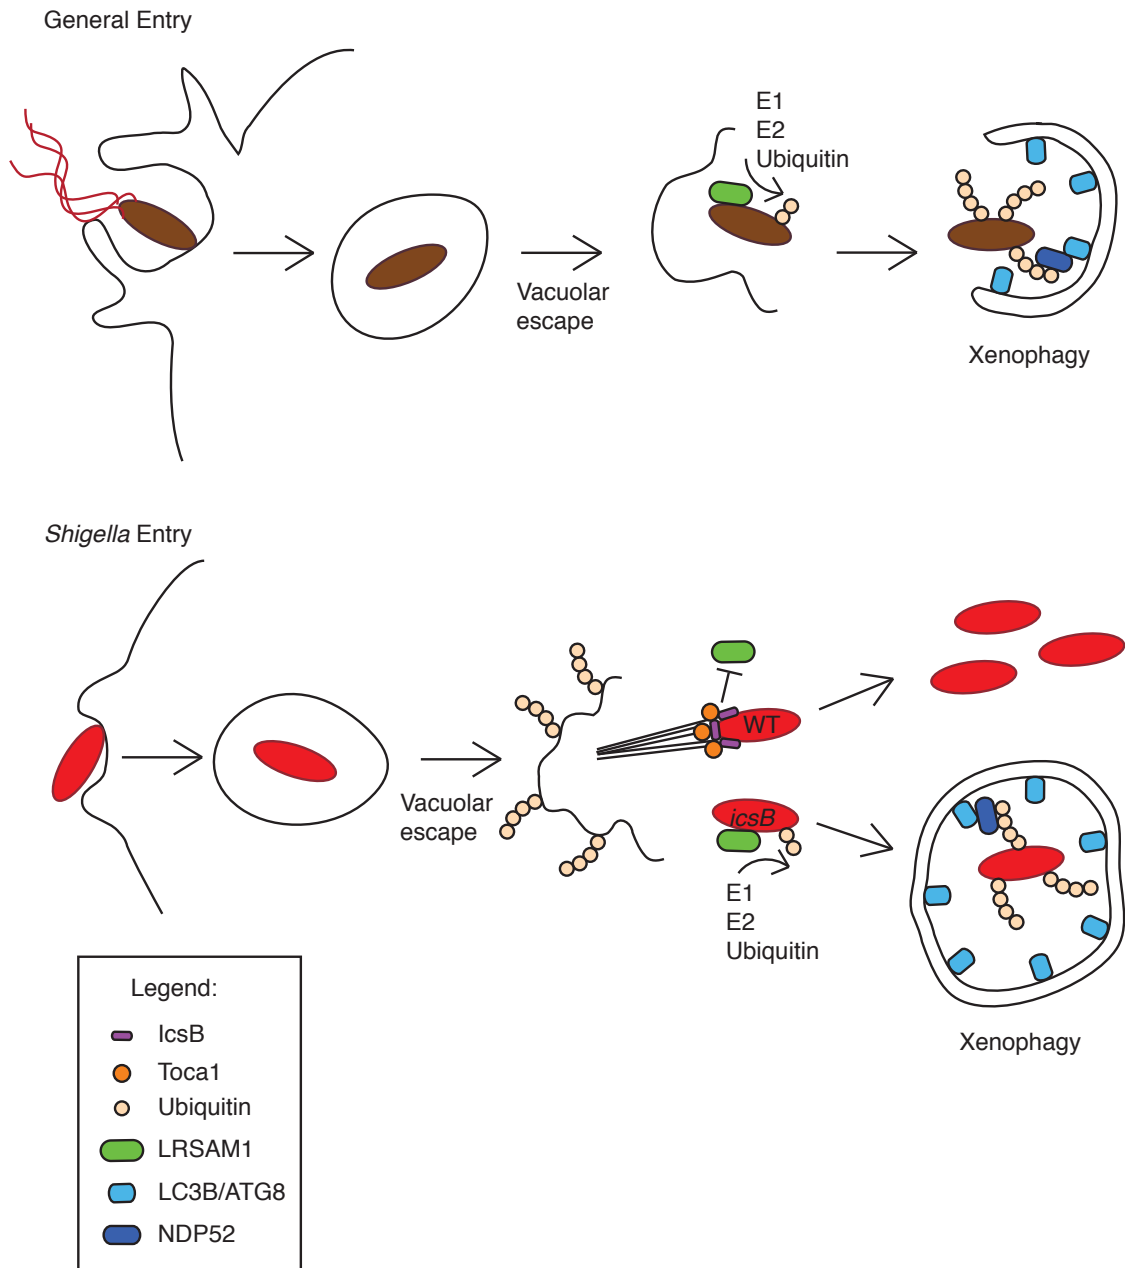 General Entry
E1
E2
Ubiquitin
Vacuolar
escape
Xenophagy
Shigella Entry
WT
Vacuolar
escape
icsB
E1
E2
Ubiquitin
Xenophagy
Legend:
IcsB
Toca1
Ubiquitin
LRSAM1
LC3B/ATG8
NDP52